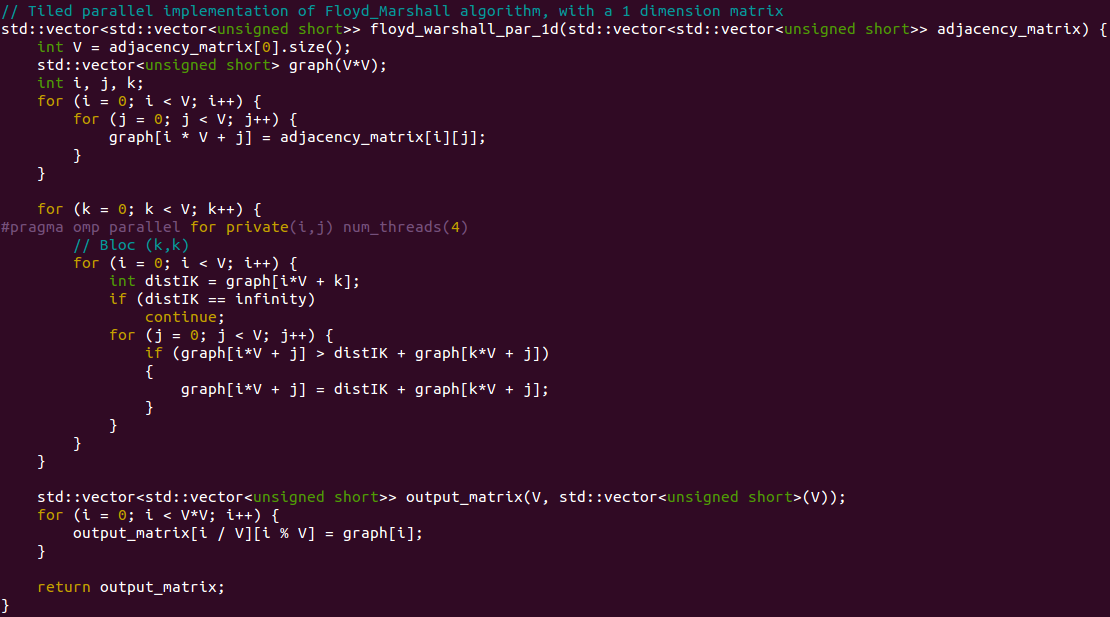 // Tiled parallel implementation of Floyd_Marshall algorithm, with a 1 dimension matrix
std::vector<std::vector<unsigned short>> floyd_warshall_par_1d(std::vector<std::vector<unsigned short>> adjacency_matrix) {
    int V = adjacency_matrix[0].size();
    std::vector<unsigned short> graph(V*V);
    int i, j, k;
    for (i = 0; i < V; i++) {
        for (j = 0; j < V; j++) {
            graph[i * V + j] = adjacency_matrix[i][j];
        }
    }

    for (k = 0; k < V; k++) {
#pragma omp parallel for private(i,j) num_threads(4)
        // Bloc (k,k)
        for (i = 0; i < V; i++) {
            int distIK = graph[i*V + k];
            if (distIK == infinity)
                continue;
            for (j = 0; j < V; j++) {
                if (graph[i*V + j] > distIK + graph[k*V + j])
                {
                    graph[i*V + j] = distIK + graph[k*V + j];
                }
            }
        }
    }

    std::vector<std::vector<unsigned short>> output_matrix(V, std::vector<unsigned short>(V));
    for (i = 0; i < V*V; i++) {
        output_matrix[i / V][i % V] = graph[i];
    }

    return output_matrix;
}